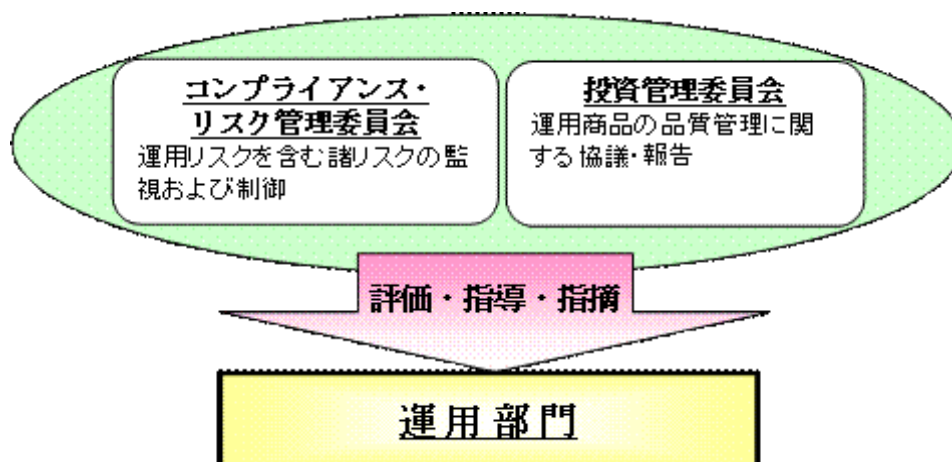 コンプライアンス・
リスク管理委員会
運用リスクを含む諸リスクの監
視および制御
投資管理委員会
運用商品の品質管理に関
する協議・報告
評価・指導・指摘
運用部門